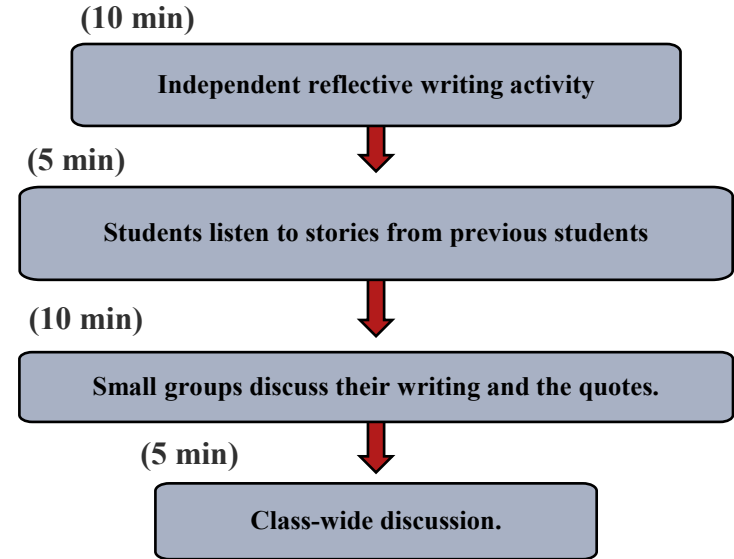 (10 min)
Independent reflective writing activity
(5 min)
Students listen to stories from previous students
(10 min)
Small groups discuss their writing and the quotes.
(5 min)
Class-wide discussion.